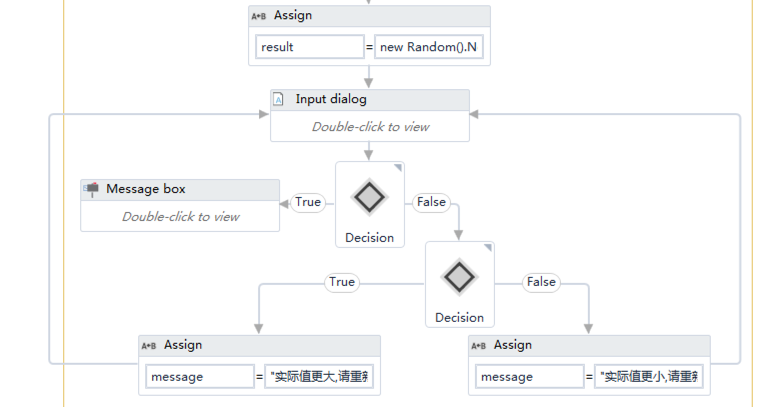 A+B Assign
result = new Random().N
Input dialog
Double-click to view
Message box
Double-click to view
True
False
Decision
True
False
Decision
A+B Assign
message = "实际值更大,请重新
A+B Assign
message = "实际值更小,请重新